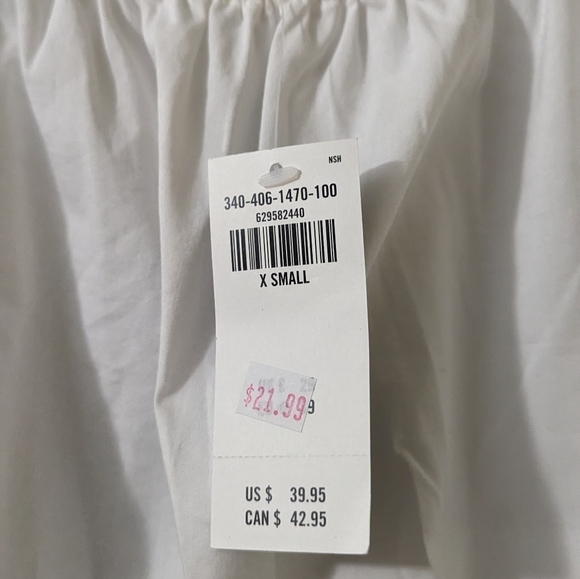 NSH
340-406-1470-100
629582440
X SMALL
$21.99
US $ 39.95
CAN $ 42.95